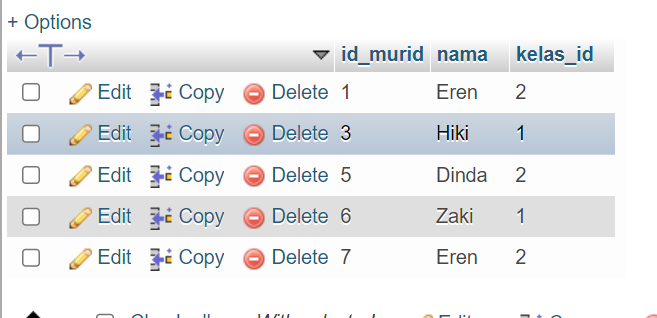 + Options
←T→ id_murid nama kelas_id
Edit Copy Delete 1 Eren 2
Edit Copy Delete 3 Hiki 1
Edit Copy Delete 5 Dinda 2
Edit Copy Delete 6 Zaki 1
Edit Copy Delete 7 Eren 2